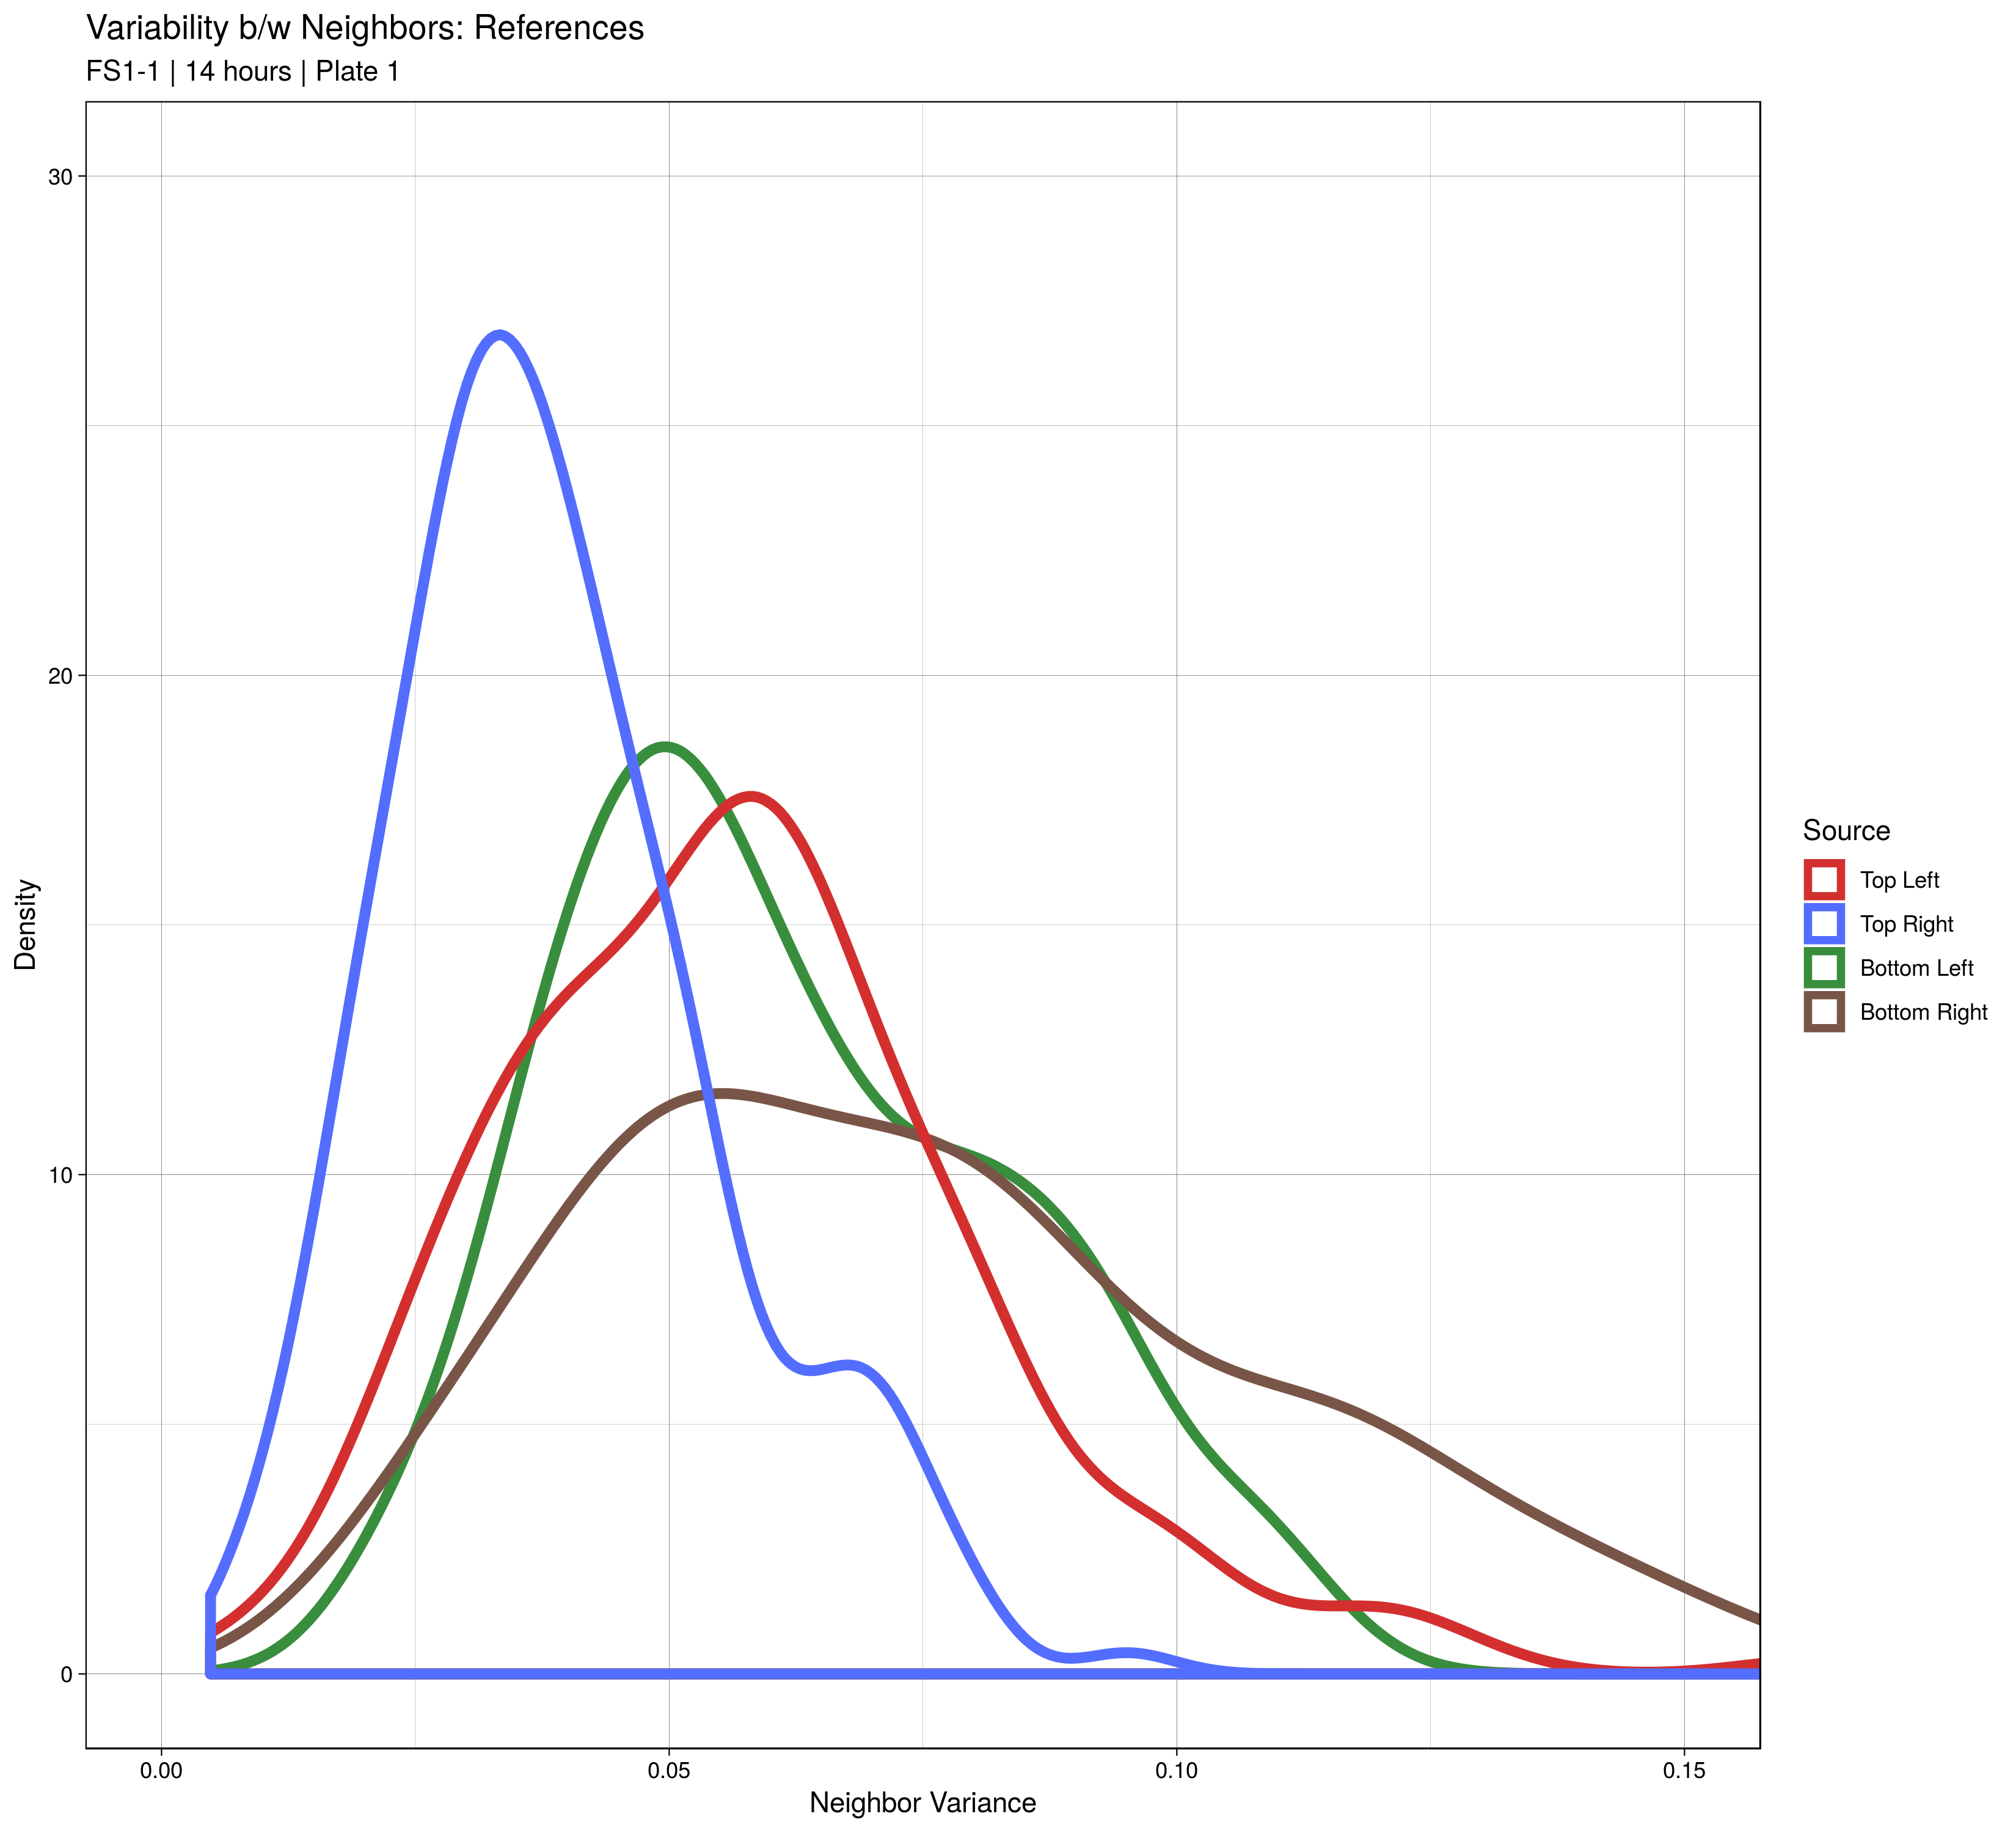 Variability b/w Neighbors: References
FS1-1 | 14 hours | Plate 1
30
20
10
0
Density
0.00
0.05
0.10
0.15
Neighbor Variance
Source
Top Left
Top Right
Bottom Left
Bottom Right